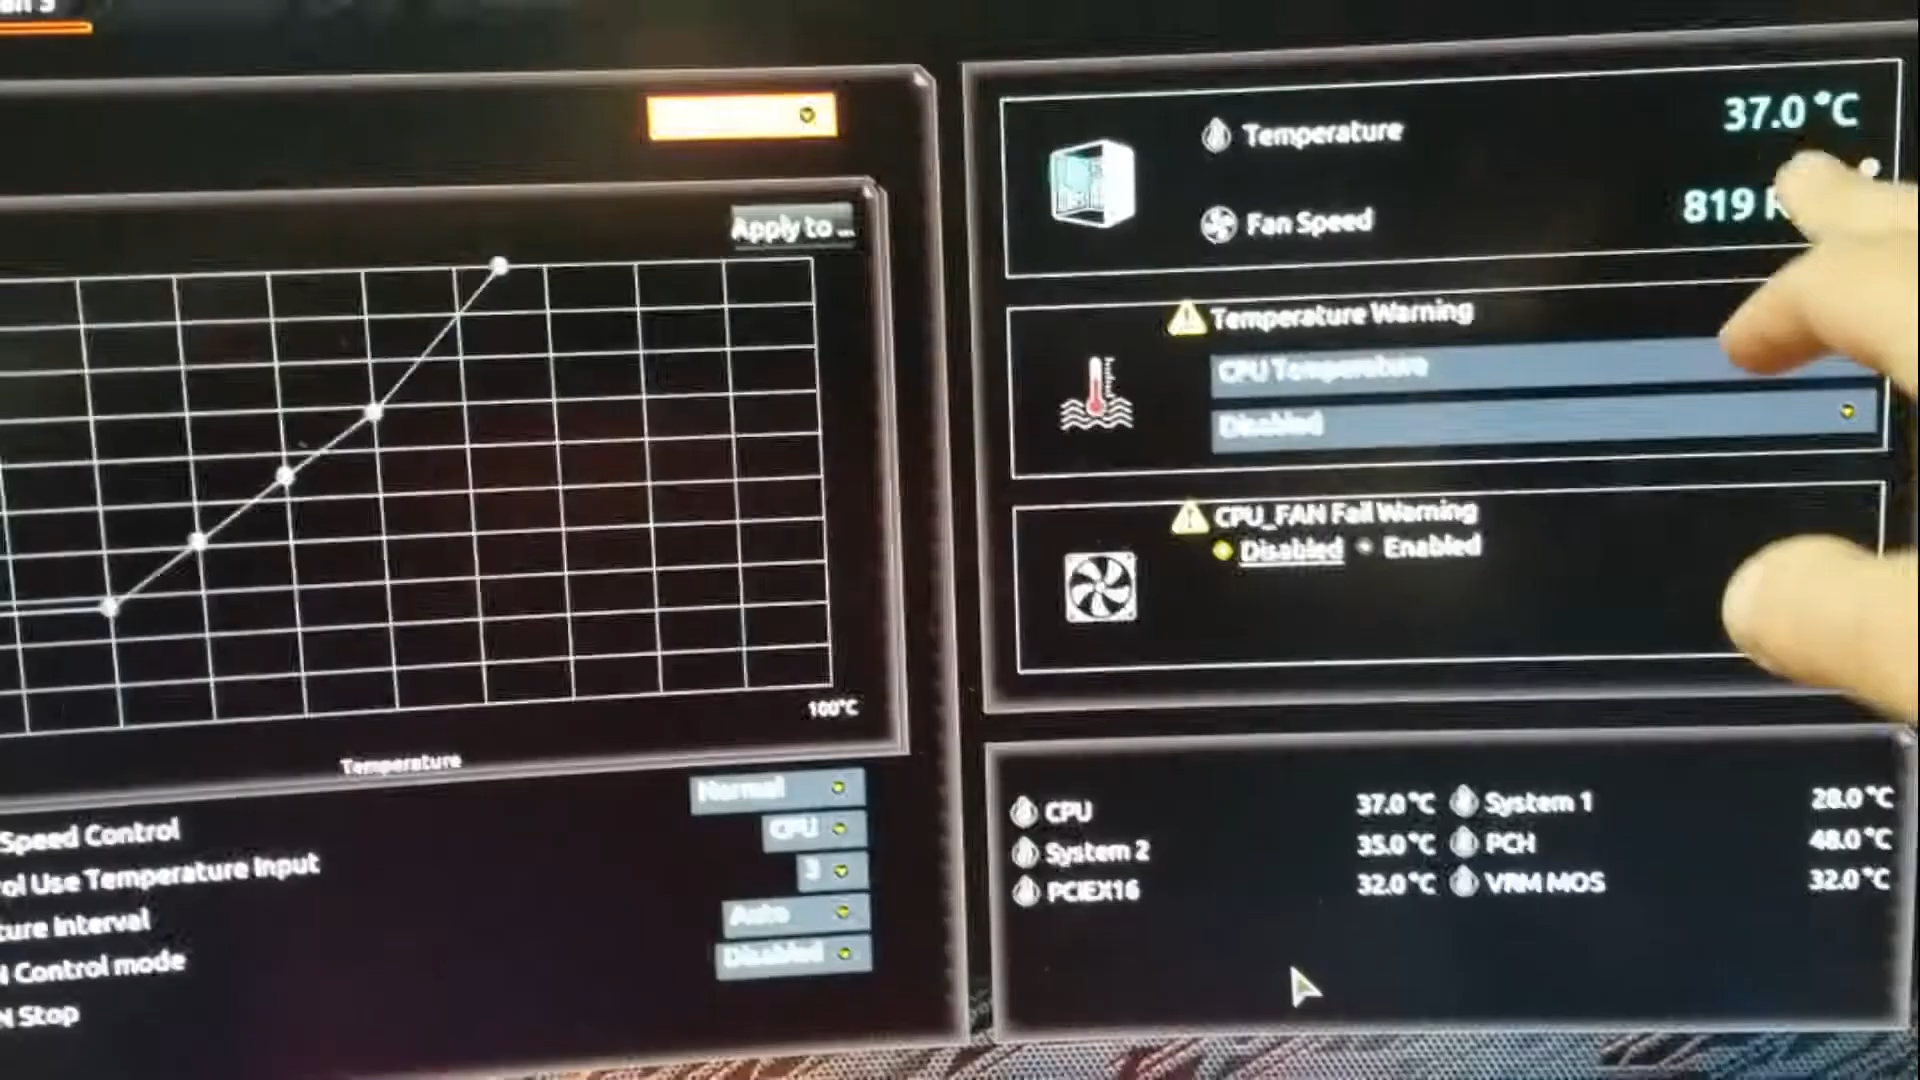 Apply to ...
100°C
Temperature
Speed Control
Normal
Use Temperature Input
CPU
Interval
3
Control mode
Auto
Stop
Disabled
Temperature
37.0 °C
Fan Speed
819
Temperature Warning
CPU Temperature
Disabled
CPU_FAN Fail Warning
Disabled Enabled
CPU 37.0°C System 1 28.0°C
System 2 35.0°C PCH 48.0°C
PCIEX16 32.0°C VRM MOS 32.0°C